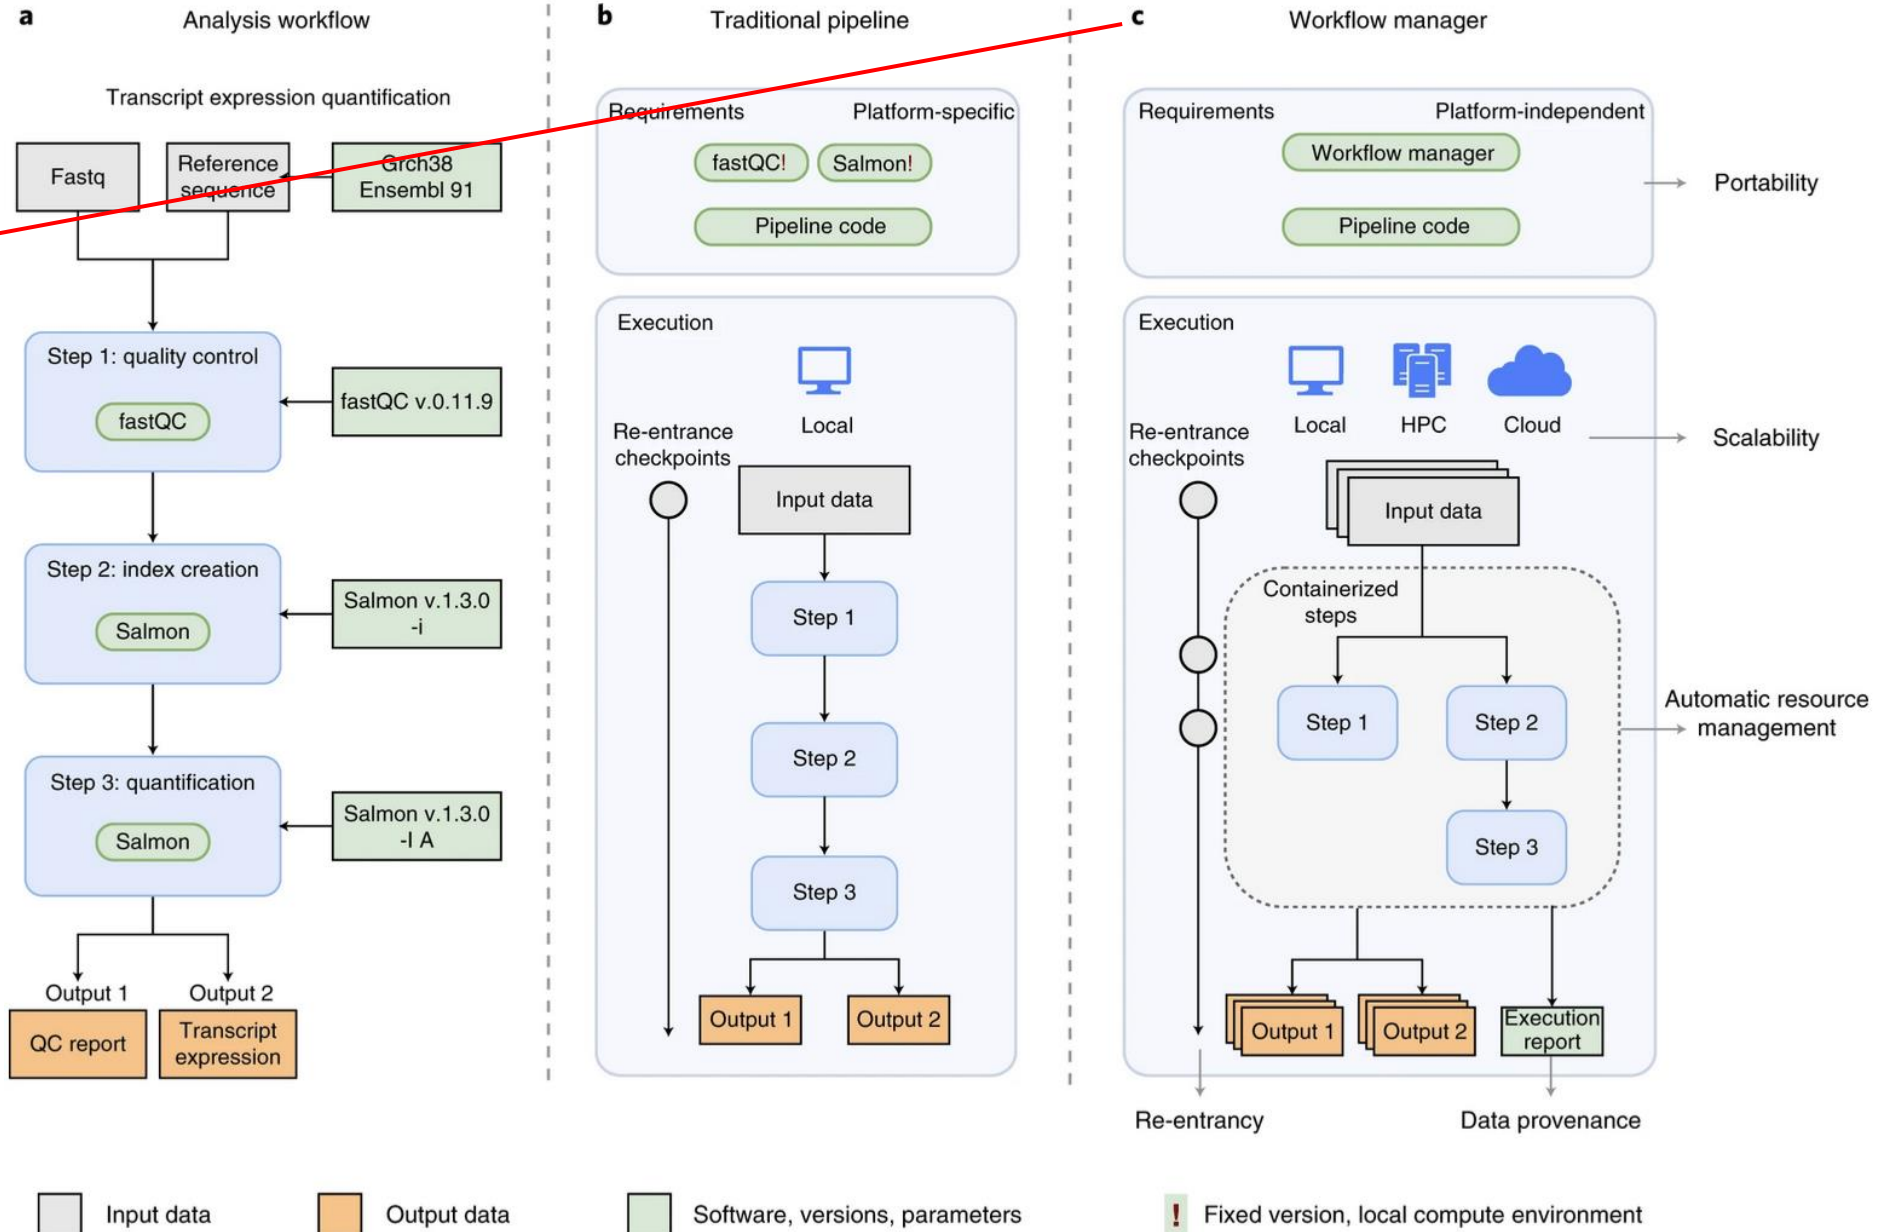 a
Analysis workflow
Transcript expression quantification
Fastq
Reference
sequence
Grch38
Ensembl 91
Step 1: quality control
fastQC
fastQC v.0.11.9
Step 2: index creation
Salmon
Salmon v.1.3.0
-i
Step 3: quantification
Salmon
Salmon v.1.3.0
-I A
Output 1
QC report
Output 2
Transcript
expression
b
Traditional pipeline
Requirements
Platform-specific
fastQC!
Salmon!
Pipeline code
Execution
Local
Re-entrance
checkpoints
Input data
Step 1
Step 2
Step 3
Output 1
Output 2
c
Workflow manager
Requirements
Platform-independent
Workflow manager
Pipeline code
Portability
Execution
Local
HPC
Cloud
Scalability
Re-entrance
checkpoints
Input data
Containerized
steps
Step 1
Step 2
Step 3
Automatic resource
management
Output 1
Output 2
Execution
report
Re-entrancy
Data provenance
Input data
Output data
Software, versions, parameters
! Fixed version, local compute environment